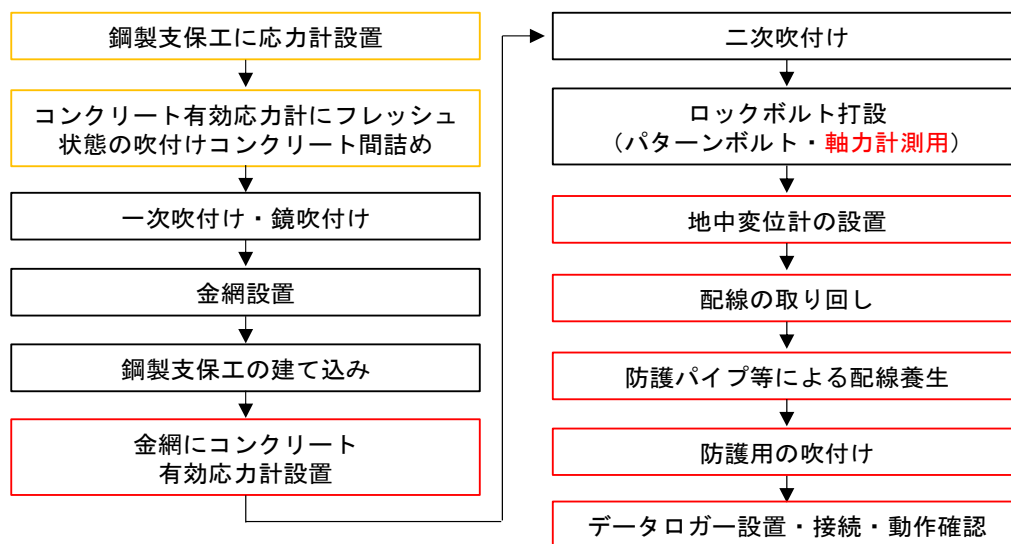 鋼製支保工に応力計設置
コンクリート有効応力計にフレッシュ
状態の吹付けコンクリート間詰め
一次吹付け・鏡吹付け
金網設置
鋼製支保工の建て込み
金網にコンクリート
有効応力計設置
二次吹付け
ロックボルト打設
（パターンボルト・軸力計測用）
地中変位計の設置
配線の取り回し
防護パイプ等による配線養生
防護用の吹付け
データロガー設置・接続・動作確認